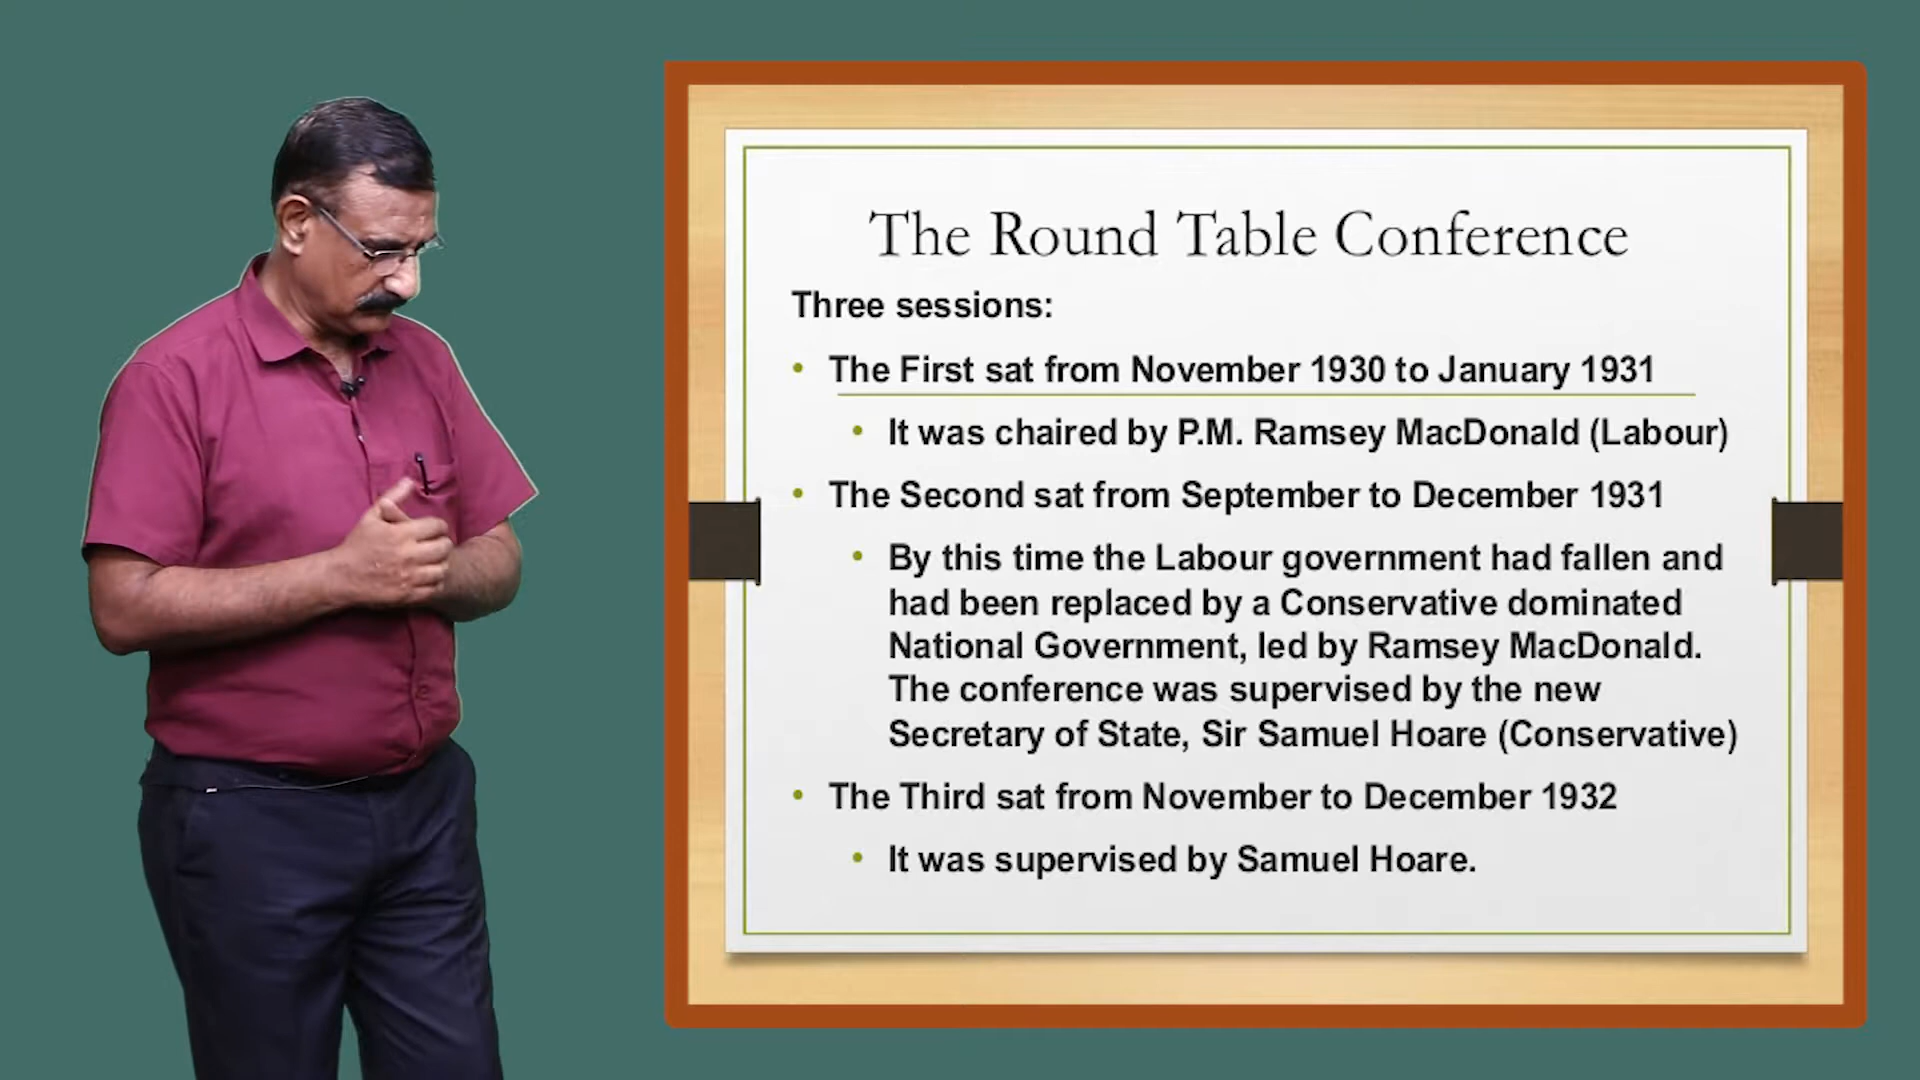 The Round Table Conference
Three sessions:
• The First sat from November 1930 to January 1931
• It was chaired by P.M. Ramsey MacDonald (Labour)
• The Second sat from September to December 1931
• By this time the Labour government had fallen and
had been replaced by a Conservative dominated
National Government, led by Ramsey MacDonald.
The conference was supervised by the new
Secretary of State, Sir Samuel Hoare (Conservative)
• The Third sat from November to December 1932
• It was supervised by Samuel Hoare.